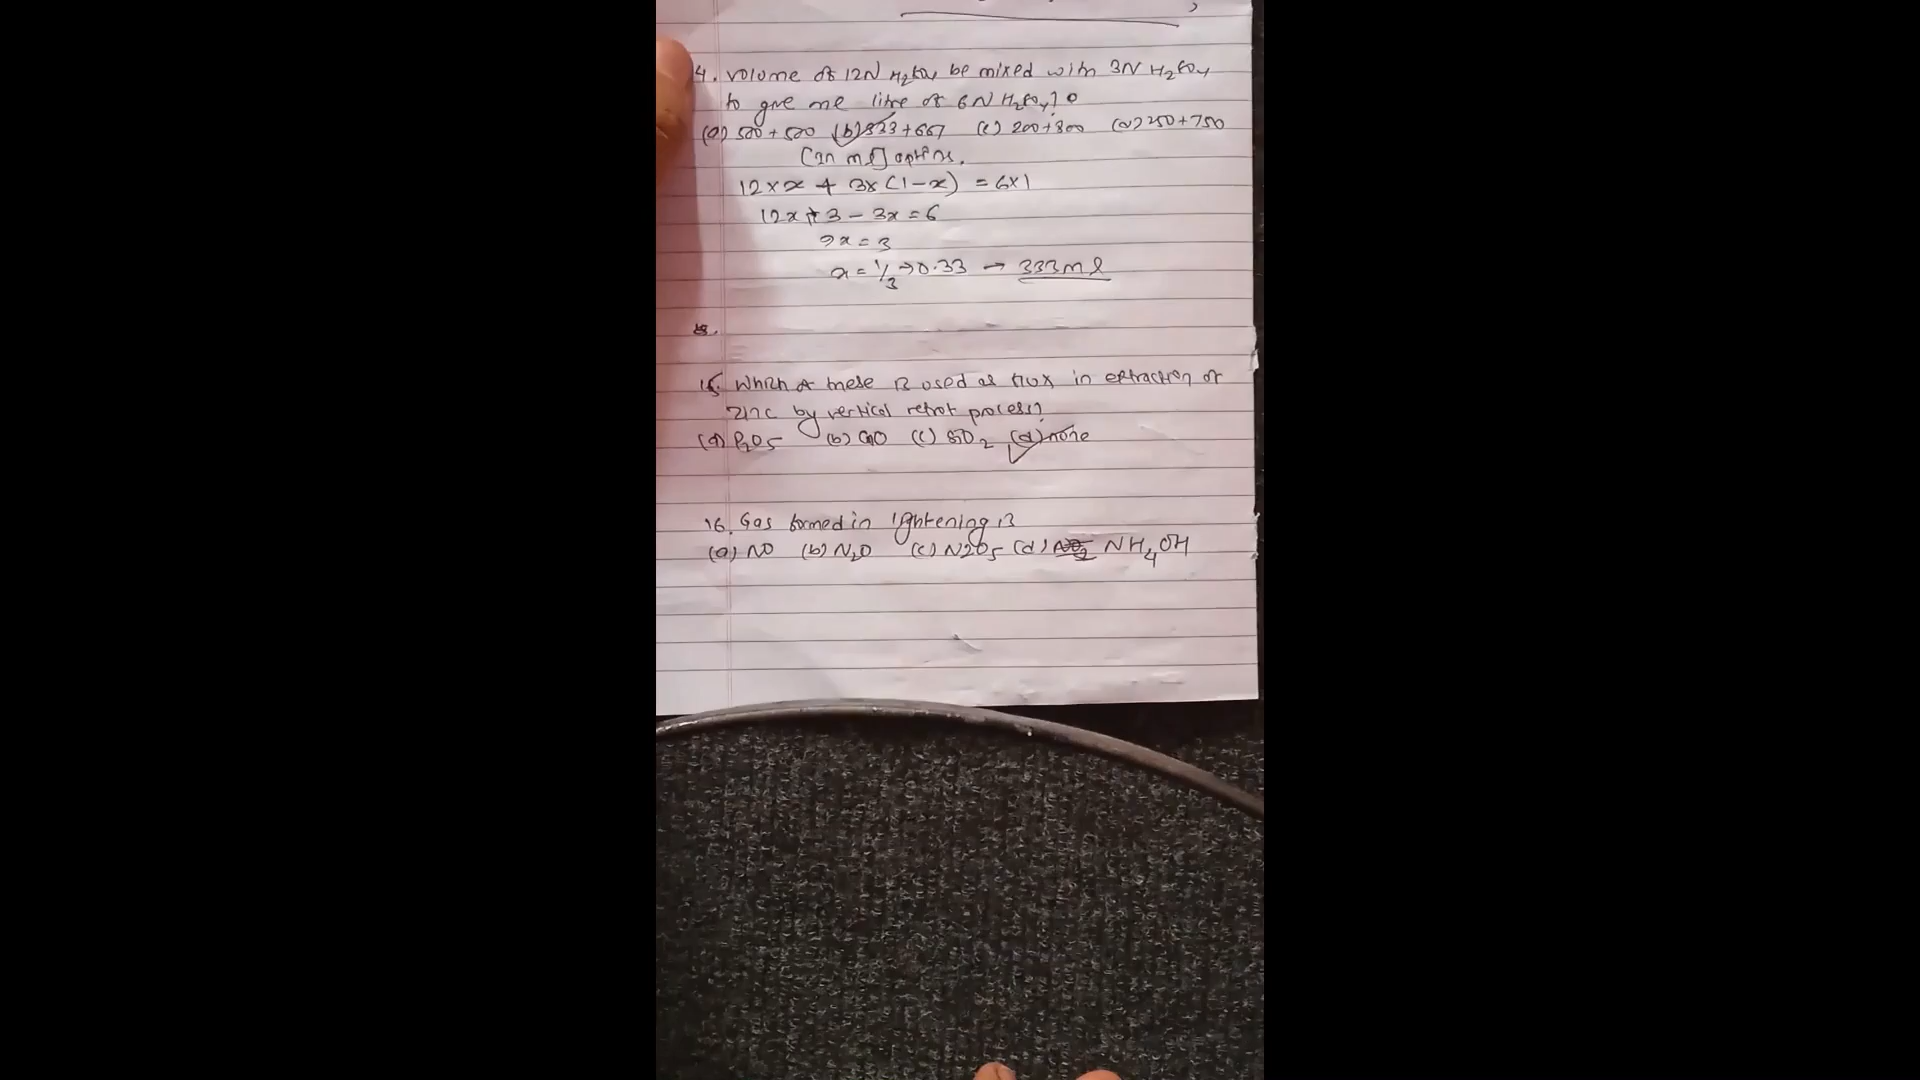 4. Volume of 12N H₂SO₄ be mixed with 3N H₂SO₄
to give me litre of 6N H₂SO₄?
(a) 500 + 500 (b) 333 + 667 (c) 200 + 800 (d) 250 + 750
[In ml] options.
12 × x + 3 × (1 - x) = 6 × 1
12x + 3 - 3x = 6
9x = 3
x = 1/3 → 0.33 → 333 ml
15. Which of these is used as flux in extraction of
zinc by vertical retrot process?
(a) P₂O₅ (b) CaO (c) SiO₂ (d) none
16. Gas formed in lightening is
(a) NO (b) N₂O (c) N2O₅ (d) NH₄OH